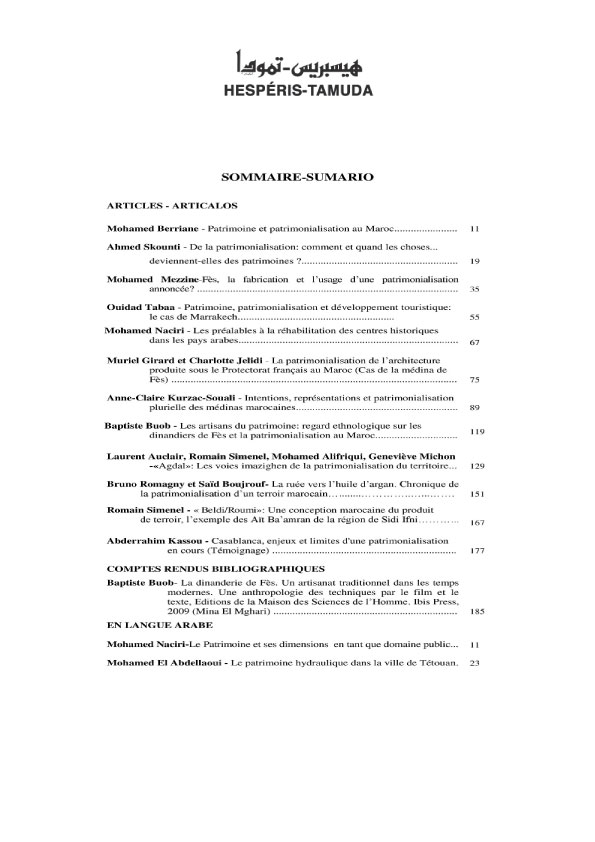 هيسبريس-تمودا
HESPÉRIS-TAMUDA
SOMMAIRE-SUMARIO
ARTICLES - ARTICALOS
Mohamed Berriane - Patrimoine et patrimonialisation au Maroc....................... 11
Ahmed Skounti - De la patrimonialisation: comment et quand les choses...
deviennent-elles des patrimoines ?.......................................................... 19
Mohamed Mezzine-Fès, la fabrication et l'usage d'une patrimonialisation
annoncée? ................................................................................................ 35
Ouidad Tabaa - Patrimoine, patrimonialisation et développement touristique:
le cas de Marrakech.......................................................... 55
Mohamed Naciri - Les préalables à la réhabilitation des centres historiques
dans les pays arabes.................................................................................. 67
Muriel Girard et Charlotte Jelidi - La patrimonialisation de l'architecture
produite sous le Protectorat français au Maroc (Cas de la médina de
Fès) .......................................................................................................... 75
Anne-Claire Kurzac-Souali - Intentions, représentations et patrimonialisation
plurielle des médinas marocaines............................................................ 89
Baptiste Buob - Les artisans du patrimoine: regard ethnologique sur les
dinandiers de Fès et la patrimonialisation au Maroc.............................. 119
Laurent Auclair, Romain Simenel, Mohamed Alifriqui, Geneviève Michon
-«Agdal»: Les voies imazighen de la patrimonialisation du territoire... 129
Bruno Romagny et Saïd Boujrouf- La ruée vers l'huile d'argan. Chronique de
la patrimonialisation d'un terroir marocain…........………….…..……. 151
Romain Simenel - « Beldi/Roumi»: Une conception marocaine du produit
de terroir, l'exemple des Aït Ba'amran de la région de Sidi Ifni……….. 167
Abderrahim Kassou - Casablanca, enjeux et limites d'une patrimonialisation
en cours (Témoignage) .................................................................... 177
COMPTES RENDUS BIBLIOGRAPHIQUES
Baptiste Buob- La dinanderie de Fès. Un artisanat traditionnel dans les temps
modernes. Une anthropologie des techniques par le film et le
texte, Editions de la Maison des Sciences de l'Homme. Ibis Press,
2009 (Mina El Mghari) .................................................................... 185
EN LANGUE ARABE
Mohamed Naciri-Le Patrimoine et ses dimensions en tant que domaine public... 11
Mohamed El Abdellaoui - Le patrimoine hydraulique dans la ville de Tétouan. 23